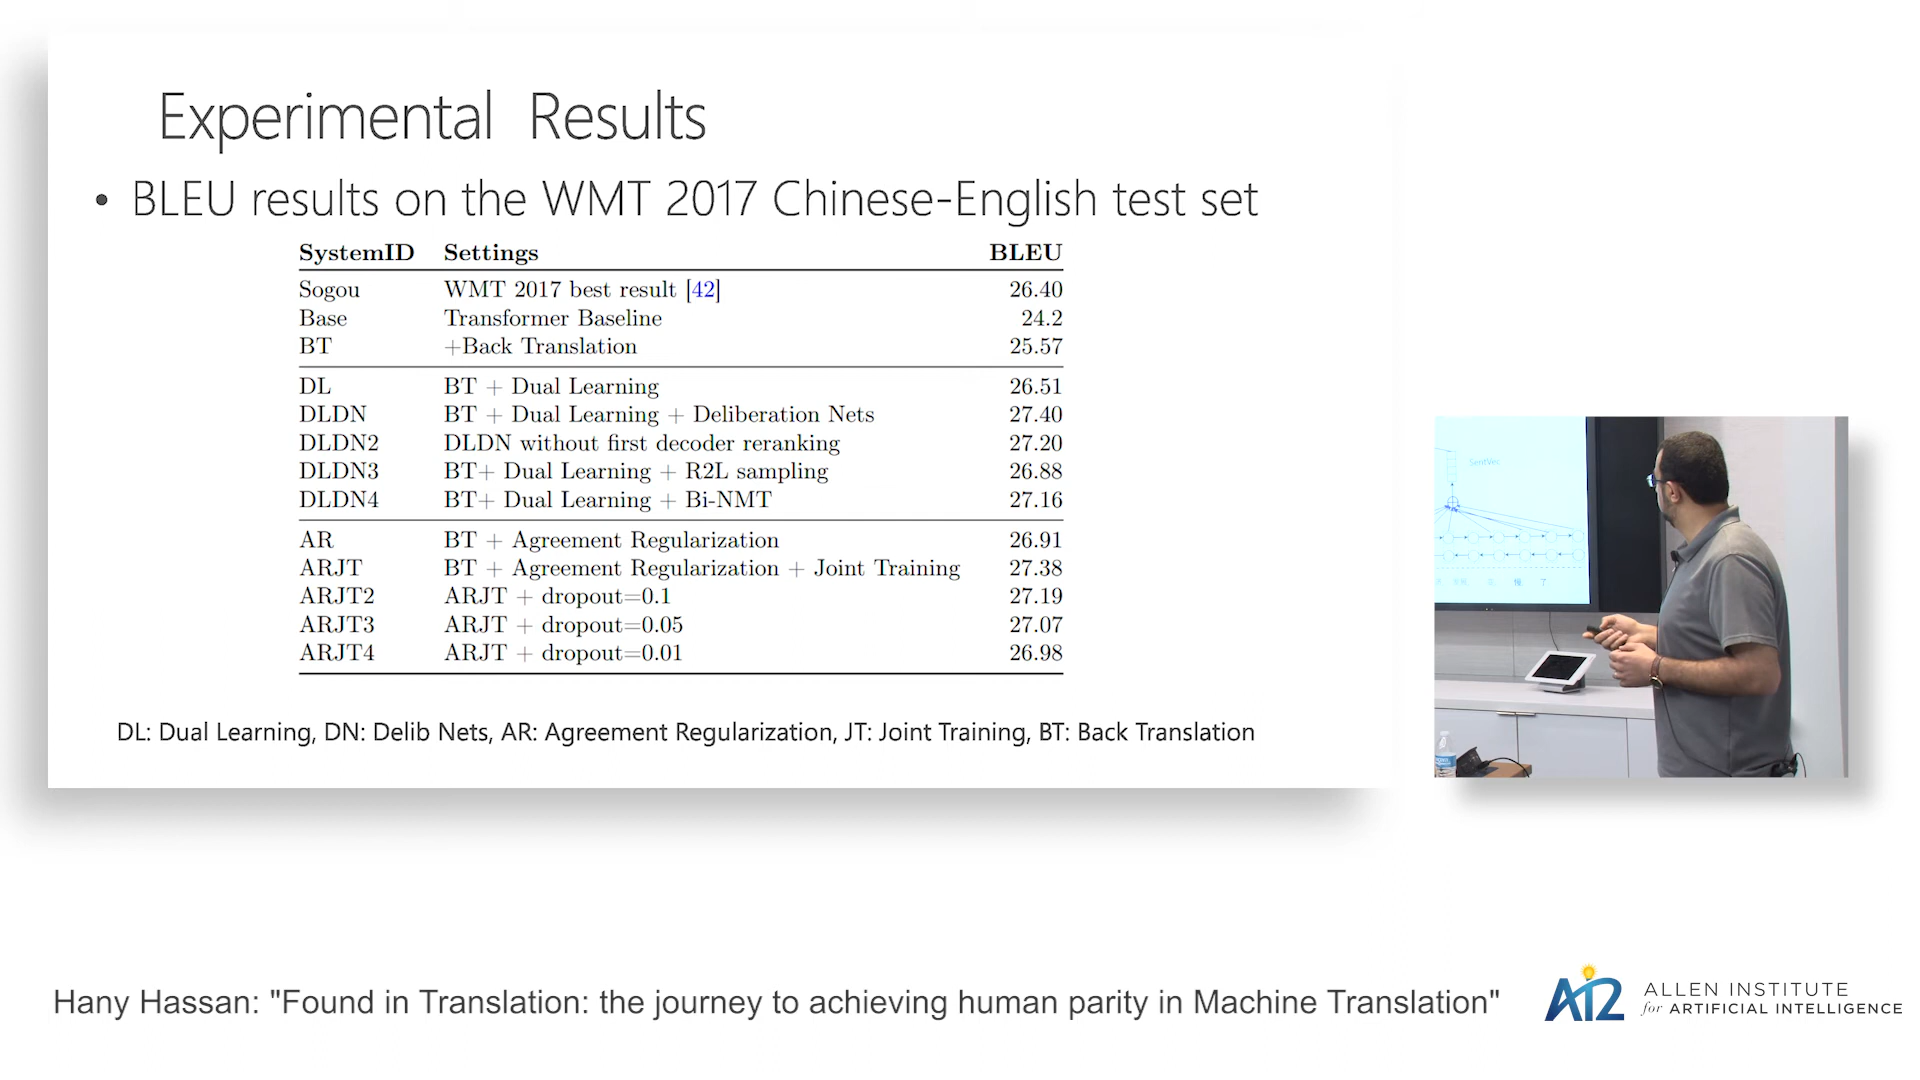 Experimental Results
• BLEU results on the WMT 2017 Chinese-English test set
SystemID Settings BLEU
Sogou WMT 2017 best result [42] 26.40
Base Transformer Baseline 24.2
BT +Back Translation 25.57
DL BT + Dual Learning 26.51
DLDN BT + Dual Learning + Deliberation Nets 27.40
DLDN2 DLDN without first decoder reranking 27.20
DLDN3 BT+ Dual Learning + R2L sampling 26.88
DLDN4 BT+ Dual Learning + Bi-NMT 27.16
AR BT + Agreement Regularization 26.91
ARJT BT + Agreement Regularization + Joint Training 27.38
ARJT2 ARJT + dropout=0.1 27.19
ARJT3 ARJT + dropout=0.05 27.07
ARJT4 ARJT + dropout=0.01 26.98
DL: Dual Learning, DN: Delib Nets, AR: Agreement Regularization, JT: Joint Training, BT: Back Translation
SentVec
Hany Hassan: "Found in Translation: the journey to achieving human parity in Machine Translation"
AI2 ALLEN INSTITUTE
for ARTIFICIAL INTELLIGENCE